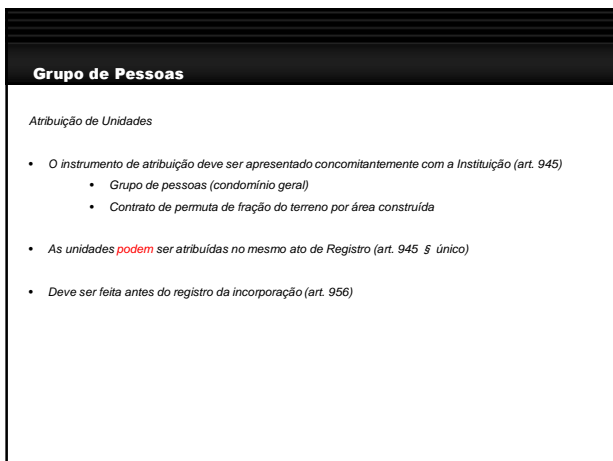 Grupo de Pessoas
Atribuição de Unidades
• O instrumento de atribuição deve ser apresentado concomitantemente com a Instituição (art. 945)
• Grupo de pessoas (condomínio geral)
• Contrato de permuta de fração do terreno por área construída
• As unidades podem ser atribuídas no mesmo ato de Registro (art. 945 § único)
• Deve ser feita antes do registro da incorporação (art. 956)